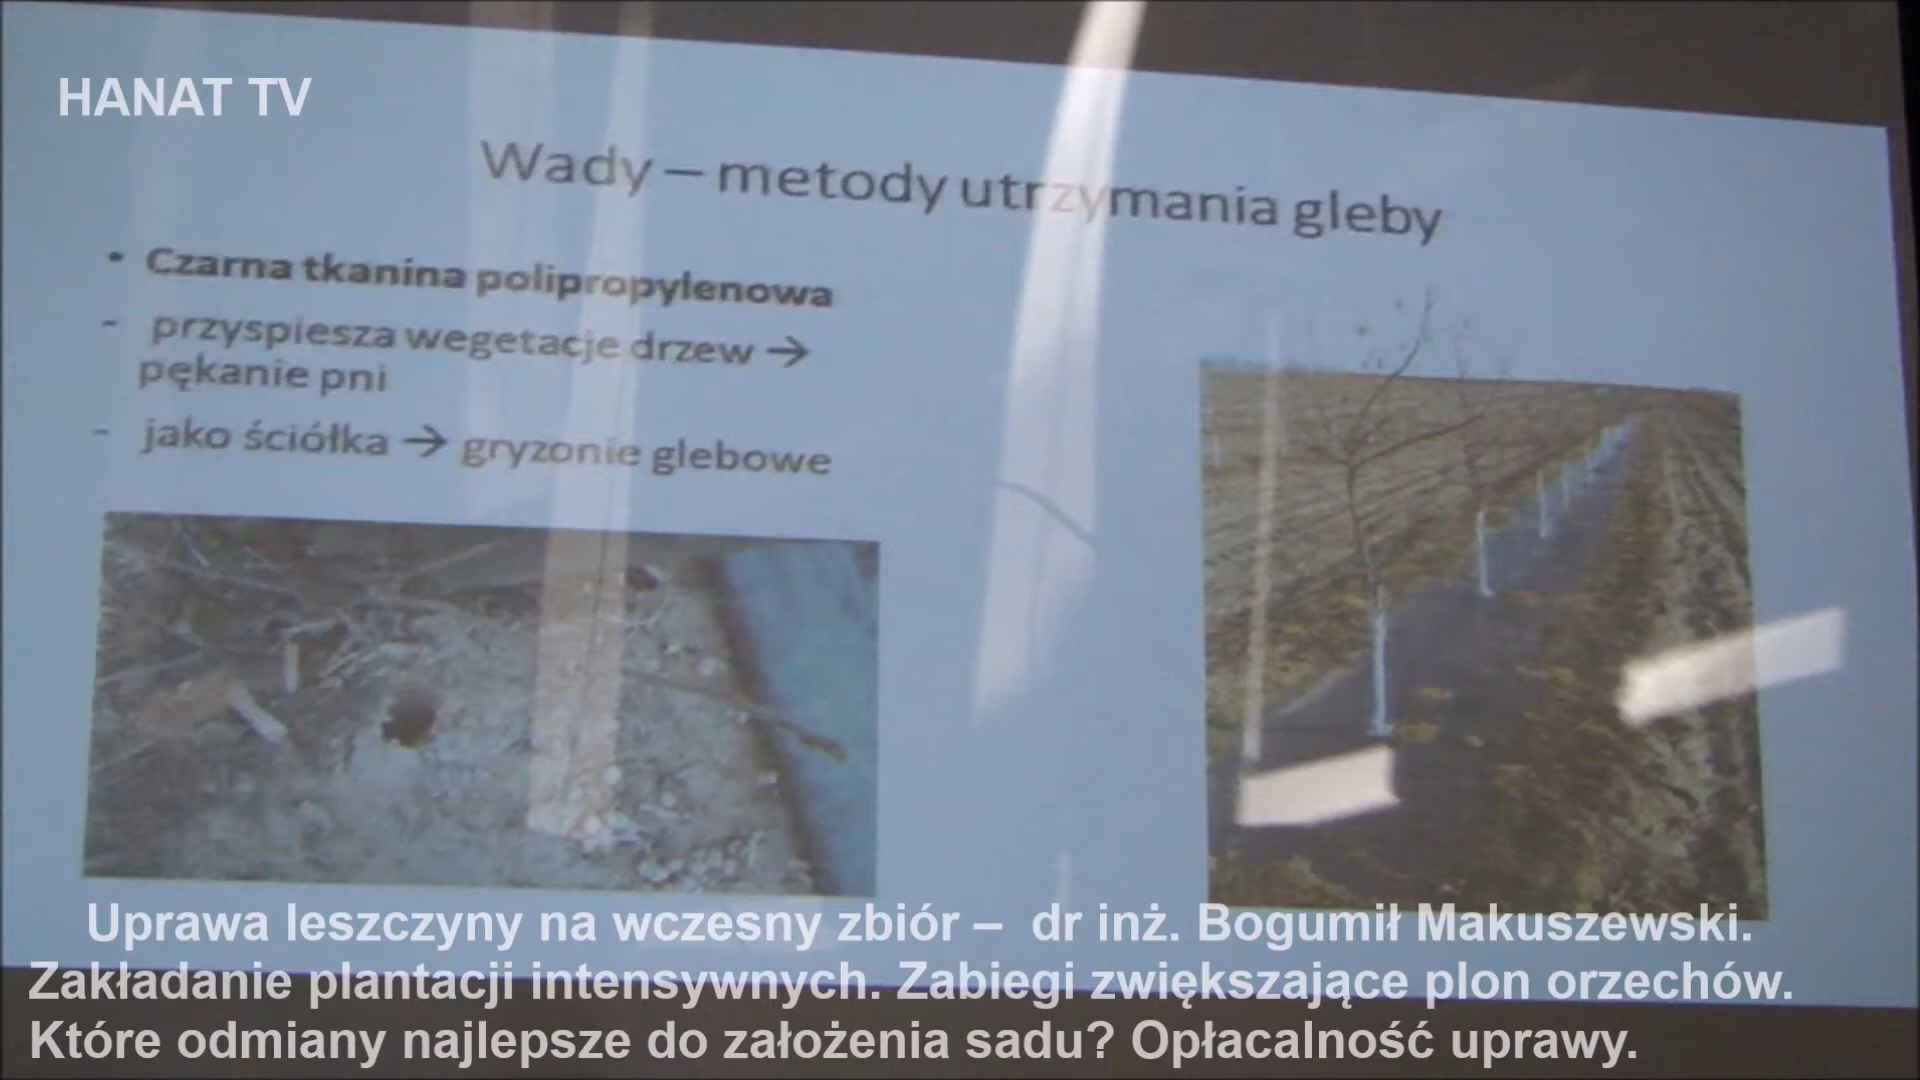 HANAT TV
Wady – metody utrzymania gleby
• Czarna tkanina polipropylenowa
- przyspiesza wegetacje drzew →
pękanie pni
- jako ściółka → gryzonie glebowe
Uprawa leszczyny na wczesny zbiór – dr inż. Bogumił Makuszewski.
Zakładanie plantacji intensywnych. Zabiegi zwiększające plon orzechów.
Które odmiany najlepsze do założenia sadu? Opłacalność uprawy.